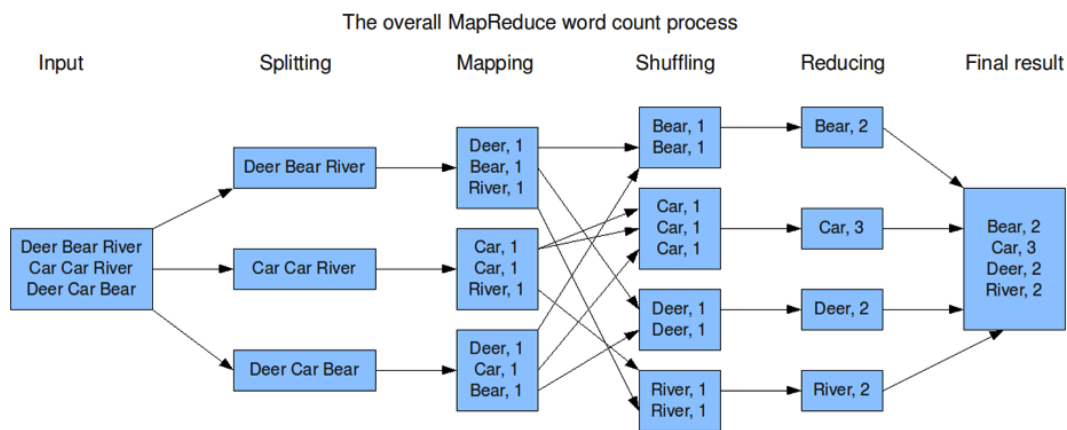 The overall MapReduce word count process
Input
Splitting
Mapping
Shuffling
Reducing
Final result
Deer Bear River
Car Car River
Deer Car Bear
Deer Bear River
Car Car River
Deer Car Bear
Deer, 1
Bear, 1
River, 1
Car, 1
Car, 1
River, 1
Deer, 1
Car, 1
Bear, 1
Bear, 1
Bear, 1
Car, 1
Car, 1
Car, 1
Deer, 1
Deer, 1
River, 1
River, 1
Bear, 2
Car, 3
Deer, 2
River, 2
Bear, 2
Car, 3
Deer, 2
River, 2